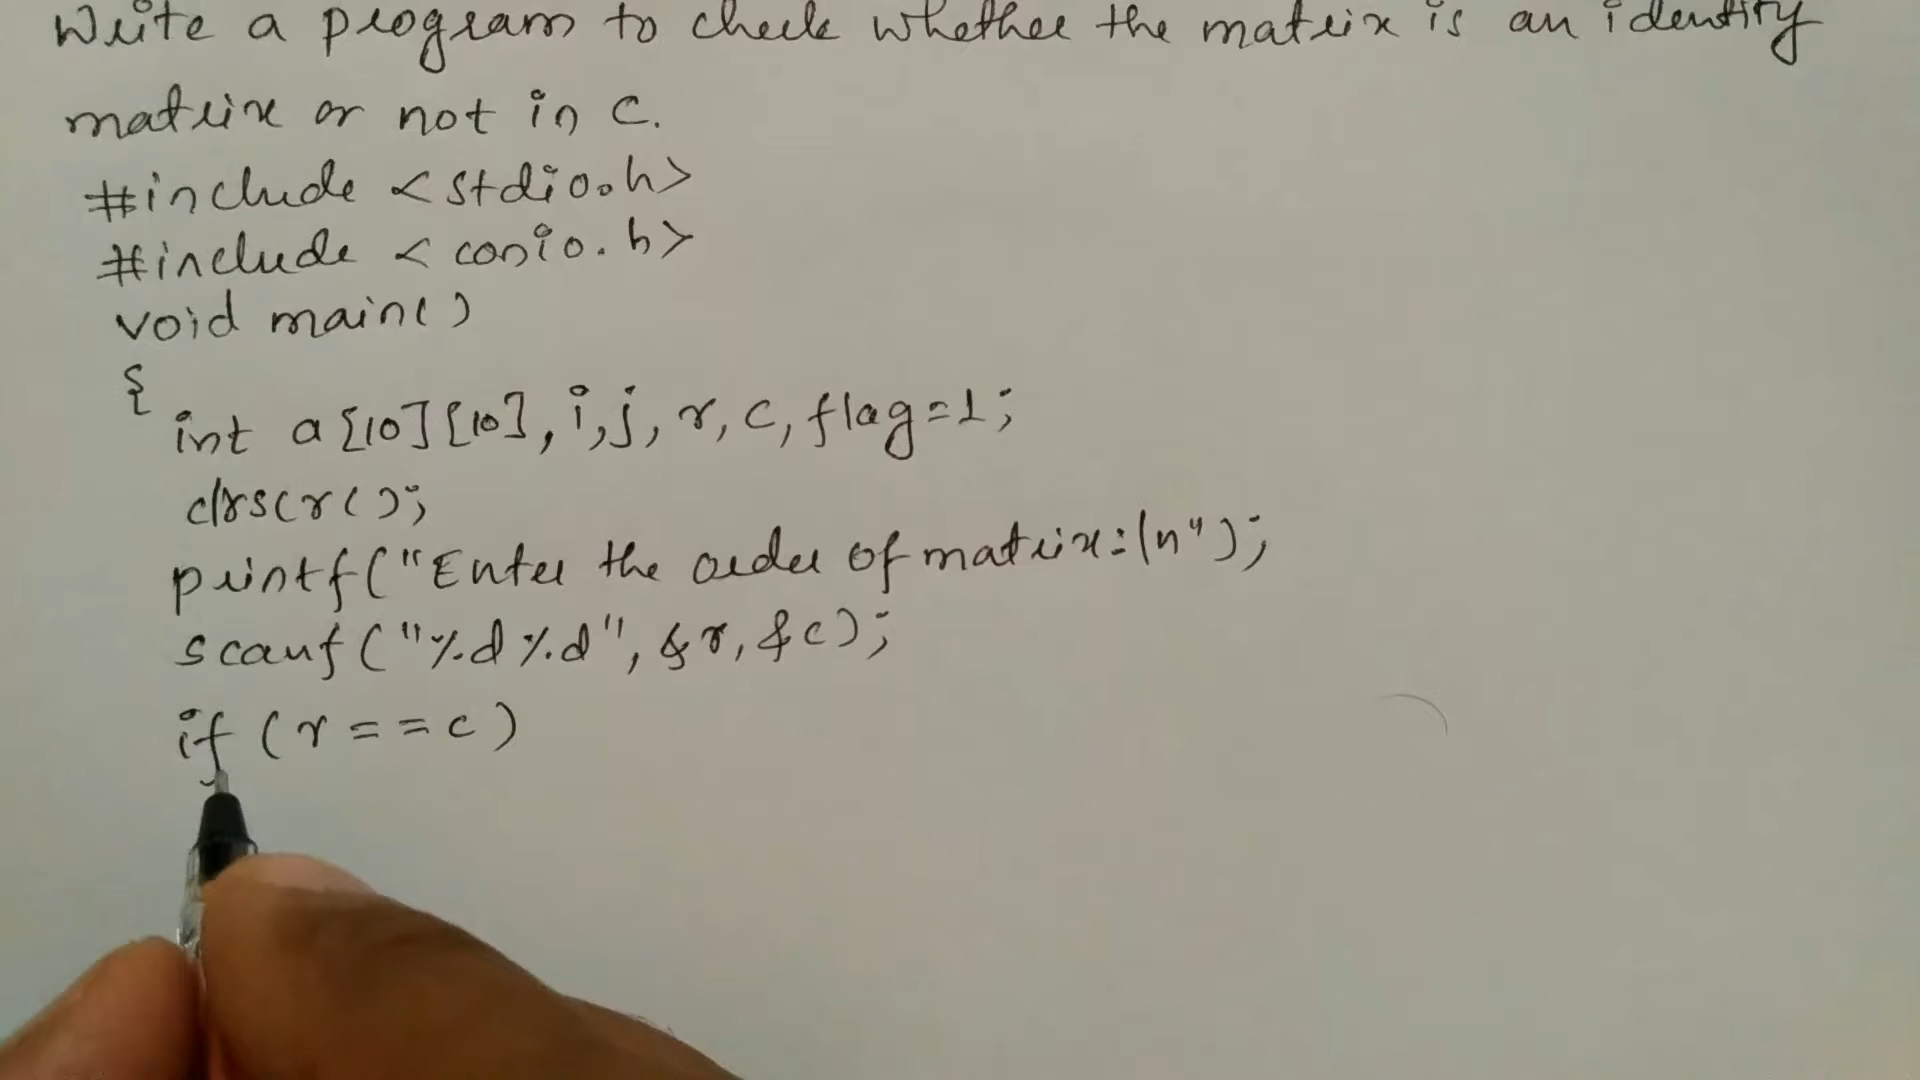 Write a program to check whether the matrix is an identity
matrix or not in C.
#include <stdio.h>
#include <conio.h>
void main()
{
int a[10][10], i, j, r, c, flag=1;
clrscr();
printf("Enter the order of matrix:\n");
scanf("%d%d", &r, &c);
if (r==c)